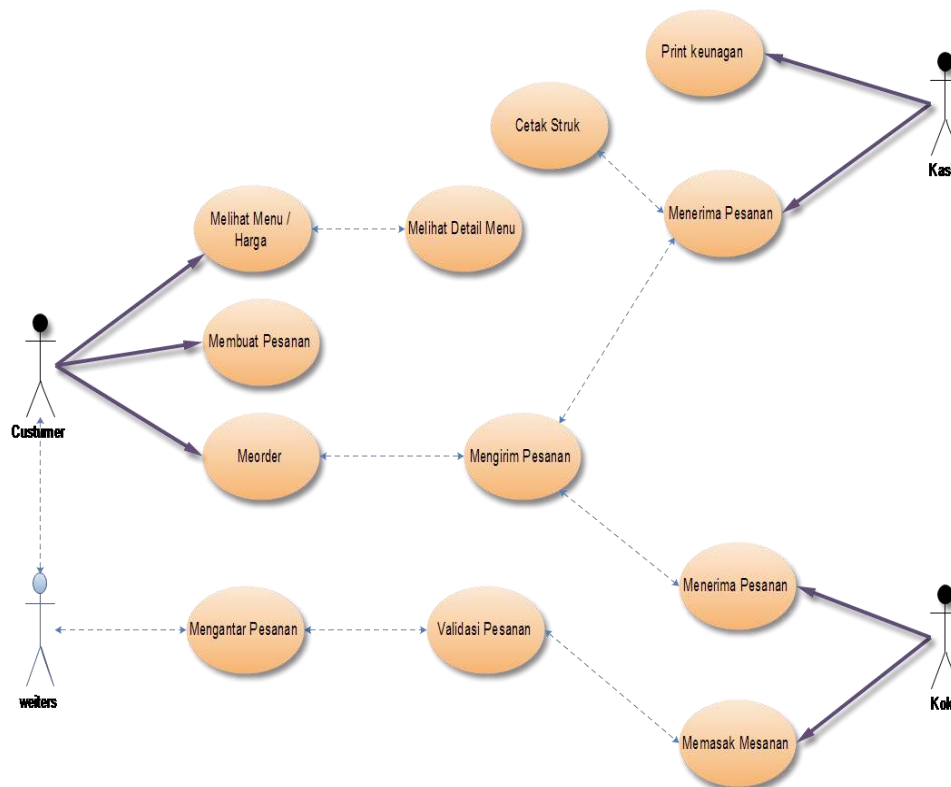 Print keunagan
Cetak Struk
Kas
Menerima Pesanan
Melihat Menu /
Harga
Melihat Detail Menu
Membuat Pesanan
Custumer
Meorder
Mengirim Pesanan
Menerima Pesanan
Mengantar Pesanan
Validasi Pesanan
weiters
Kok
Memasak Mesanan